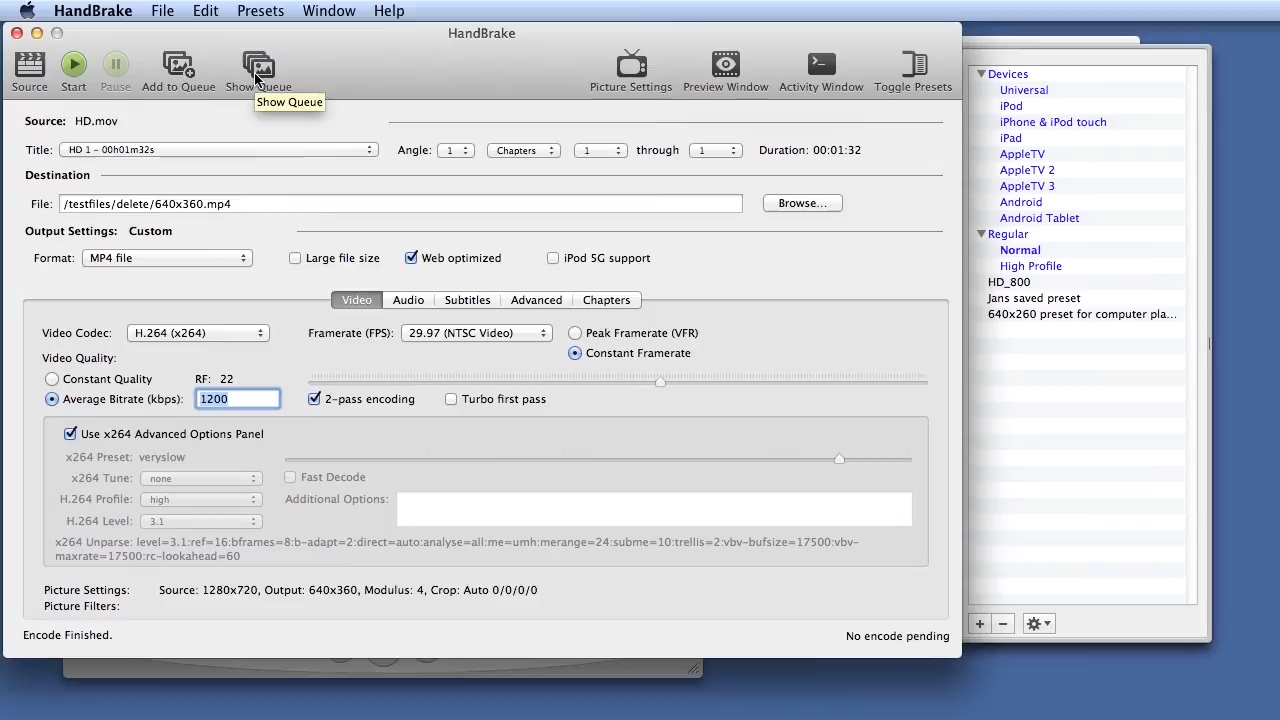 HandBrake File Edit Presets Window Help
HandBrake
Source Start Pause Add to Queue Show Queue Picture Settings Preview Window Activity Window Toggle Presets
Show Queue
Source: HD.mov
Title: HD 1 - 00h01m32s Angle: 1 Chapters 1 through 1 Duration: 00:01:32
Destination
File: /testfiles/delete/640x360.mp4 Browse...
Output Settings: Custom
Format: MP4 file Large file size Web optimized iPod 5G support
Video Audio Subtitles Advanced Chapters
Video Codec: H.264 (x264) Framerate (FPS): 29.97 (NTSC Video) Peak Framerate (VFR)
Constant Framerate
Video Quality:
Constant Quality RF: 22
Average Bitrate (kbps): 1200 2-pass encoding Turbo first pass
Use x264 Advanced Options Panel
x264 Preset: veryslow
x264 Tune: none Fast Decode
H.264 Profile: high Additional Options:
H.264 Level: 3.1
x264 Unparse: level=3.1:ref=16:bframes=8:b-adapt=2:direct=auto:analyse=all:me=umh:merange=24:subme=10:trellis=2:vbv-bufsize=17500:vbv-
maxrate=17500:rc-lookahead=60
Picture Settings: Source: 1280x720, Output: 640x360, Modulus: 4, Crop: Auto 0/0/0/0
Picture Filters:
Encode Finished. No encode pending
Devices
Universal
iPod
iPhone & iPod touch
iPad
AppleTV
AppleTV 2
AppleTV 3
Android
Android Tablet
Regular
Normal
High Profile
HD_800
Jans saved preset
640x260 preset for computer pla...